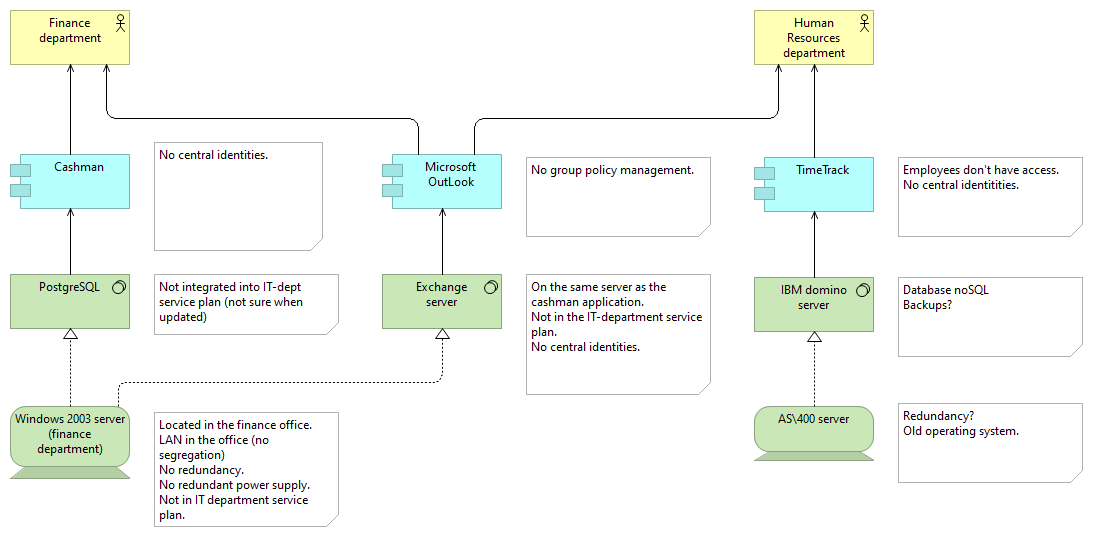 Finance
department
Human
Resources
department
Cashman
No central identities.
Microsoft
OutLook
No group policy management.
TimeTrack
Employees don't have access.
No central identitities.
PostgreSQL
Not integrated into IT-dept
service plan (not sure when
updated)
Exchange
server
On the same server as the
cashman application.
Not in the IT-department service
plan.
No central identities.
IBM domino
server
Database noSQL
Backups?
Windows 2003 server
(finance
department)
Located in the finance office.
LAN in the office (no
segregation)
No redundancy.
No redundant power supply.
Not in IT department service
plan.
AS\400 server
Redundancy?
Old operating system.